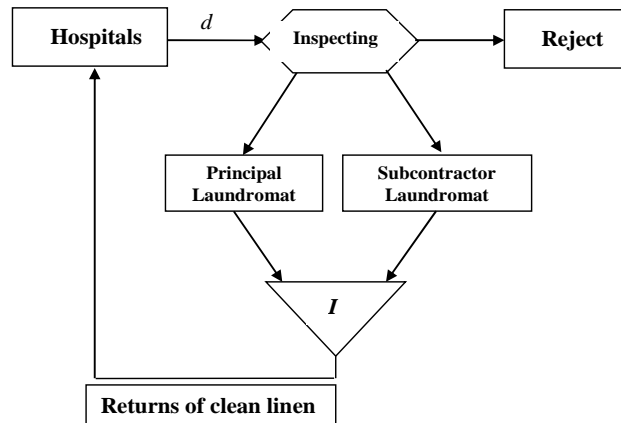 Hospitals
d
Inspecting
Reject
Principal
Laundromat
Subcontractor
Laundromat
I
Returns of clean linen